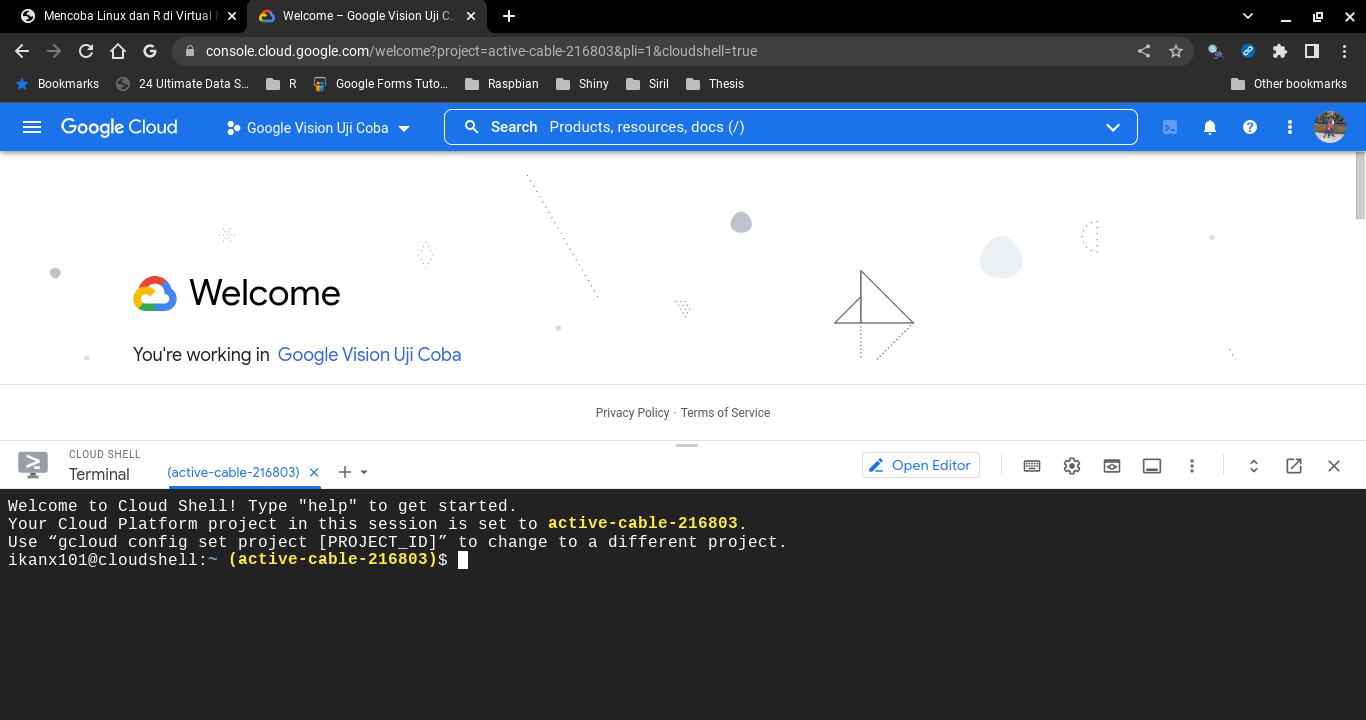 Mencoba Linux dan R di Virtual
Welcome – Google Vision Uji C...
console.cloud.google.com/welcome?project=active-cable-216803&pli=1&cloudshell=true
Bookmarks
24 Ultimate Data S...
R
Google Forms Tuto...
Raspbian
Shiny
Siril
Thesis
Other bookmarks
Google Cloud
Google Vision Uji Coba
Search Products, resources, docs (/)
Welcome
You're working in Google Vision Uji Coba
Privacy Policy · Terms of Service
CLOUD SHELL
Terminal
(active-cable-216803)
Open Editor
Welcome to Cloud Shell! Type "help" to get started.
Your Cloud Platform project in this session is set to active-cable-216803.
Use “gcloud config set project [PROJECT_ID]” to change to a different project.
ikanx101@cloudshell:~ (active-cable-216803)$